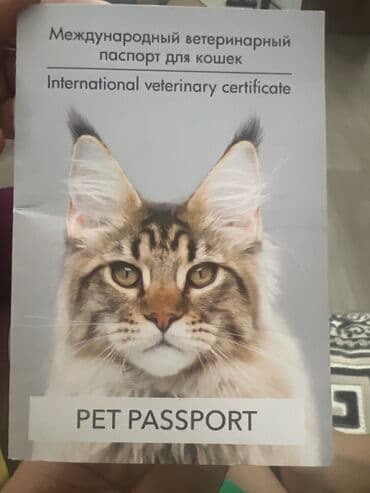 Международный ветеринарный
паспорт для кошек
International veterinary certificate
PET PASSPORT